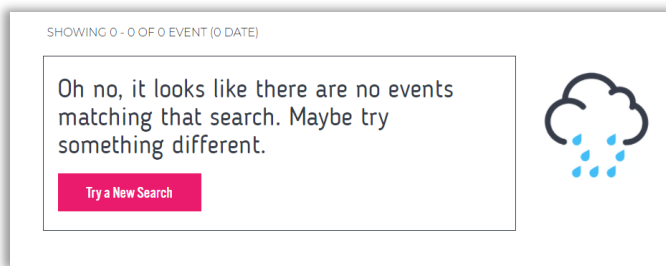 SHOWING 0 - 0 OF 0 EVENT (0 DATE)
Oh no, it looks like there are no events
matching that search. Maybe try
something different.
Try a New Search